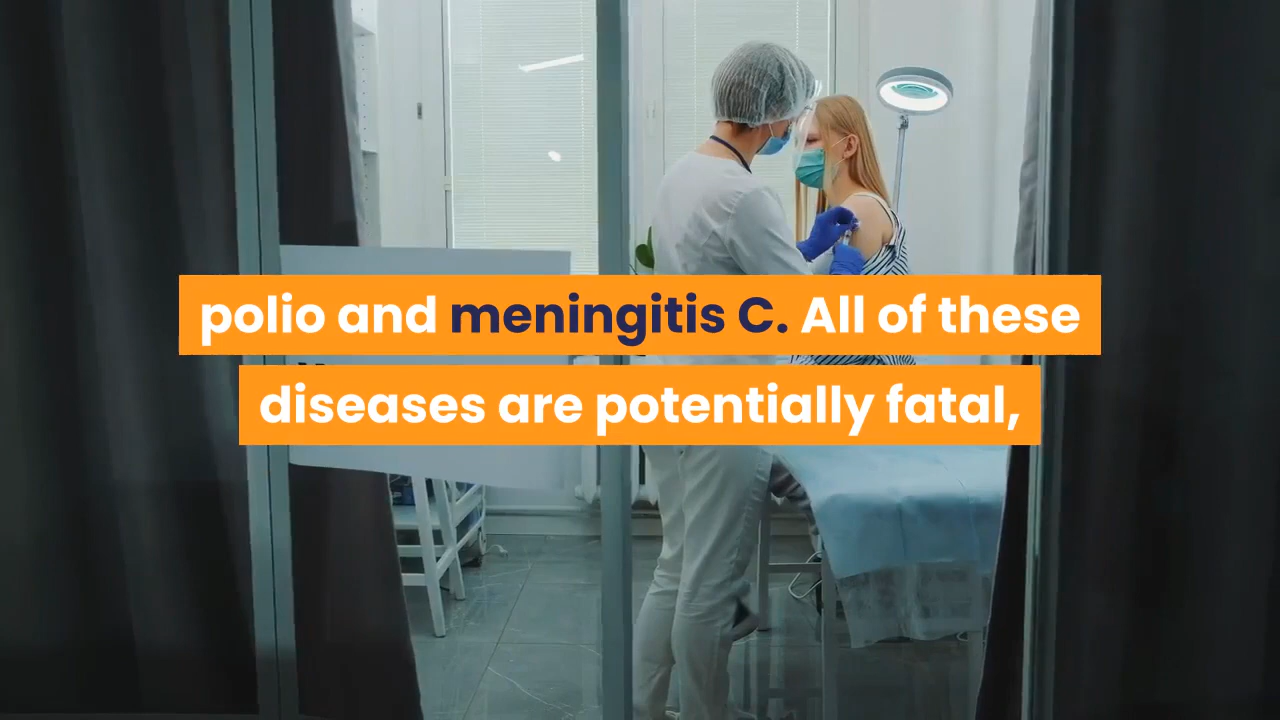 polio and meningitis C. All of these
diseases are potentially fatal,